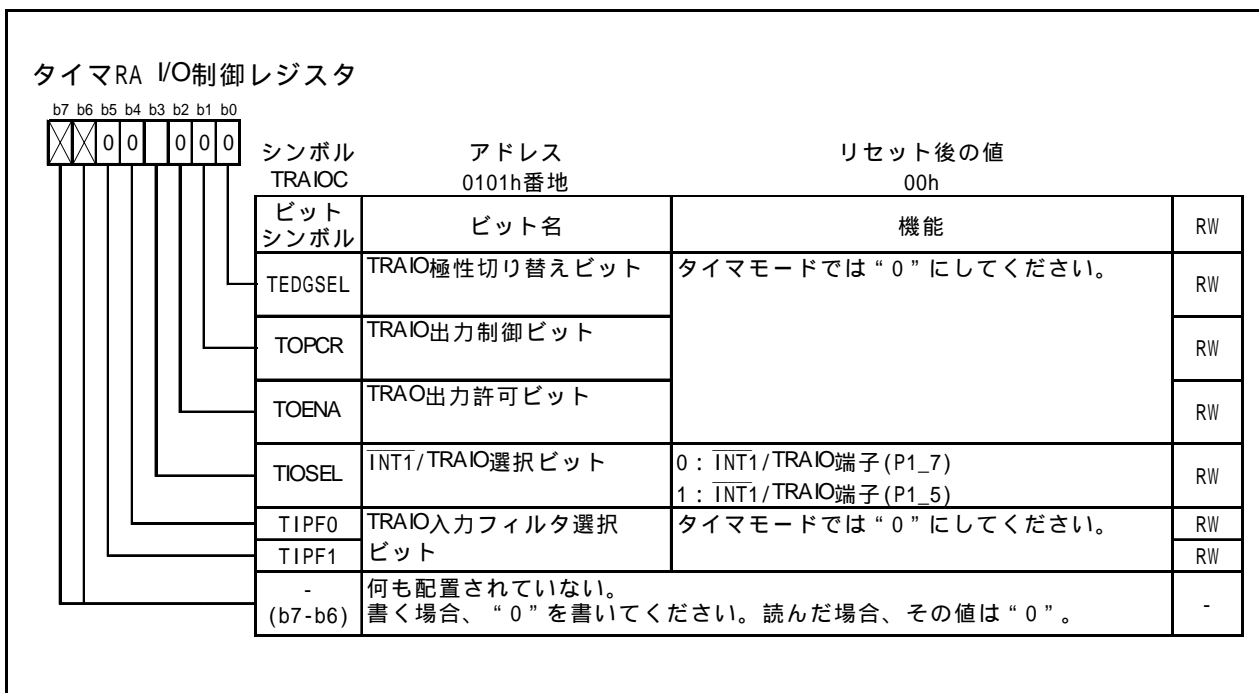 タイマRA I/O制御レジスタ
b7 b6 b5 b4 b3 b2 b1 b0
0 0 0 0 0
シンボル アドレス リセット後の値
TRAIOC 0101h番地 00h
ビット
シンボル ビット名 機能 RW
TEDGSEL TRAIO極性切り替えビット タイマモードでは“0”にしてください。 RW
TOPCR TRAIO出力制御ビット RW
TOENA TRAO出力許可ビット RW
TIOSEL INT1/TRAIO選択ビット 0：INT1/TRAIO端子(P1_7) RW
1：INT1/TRAIO端子(P1_5)
TIPF0 TRAIO入力フィルタ選択 タイマモードでは“0”にしてください。 RW
TIPF1 ビット RW
- 何も配置されていない。 -
(b7-b6) 書く場合、“0”を書いてください。読んだ場合、その値は“0”。